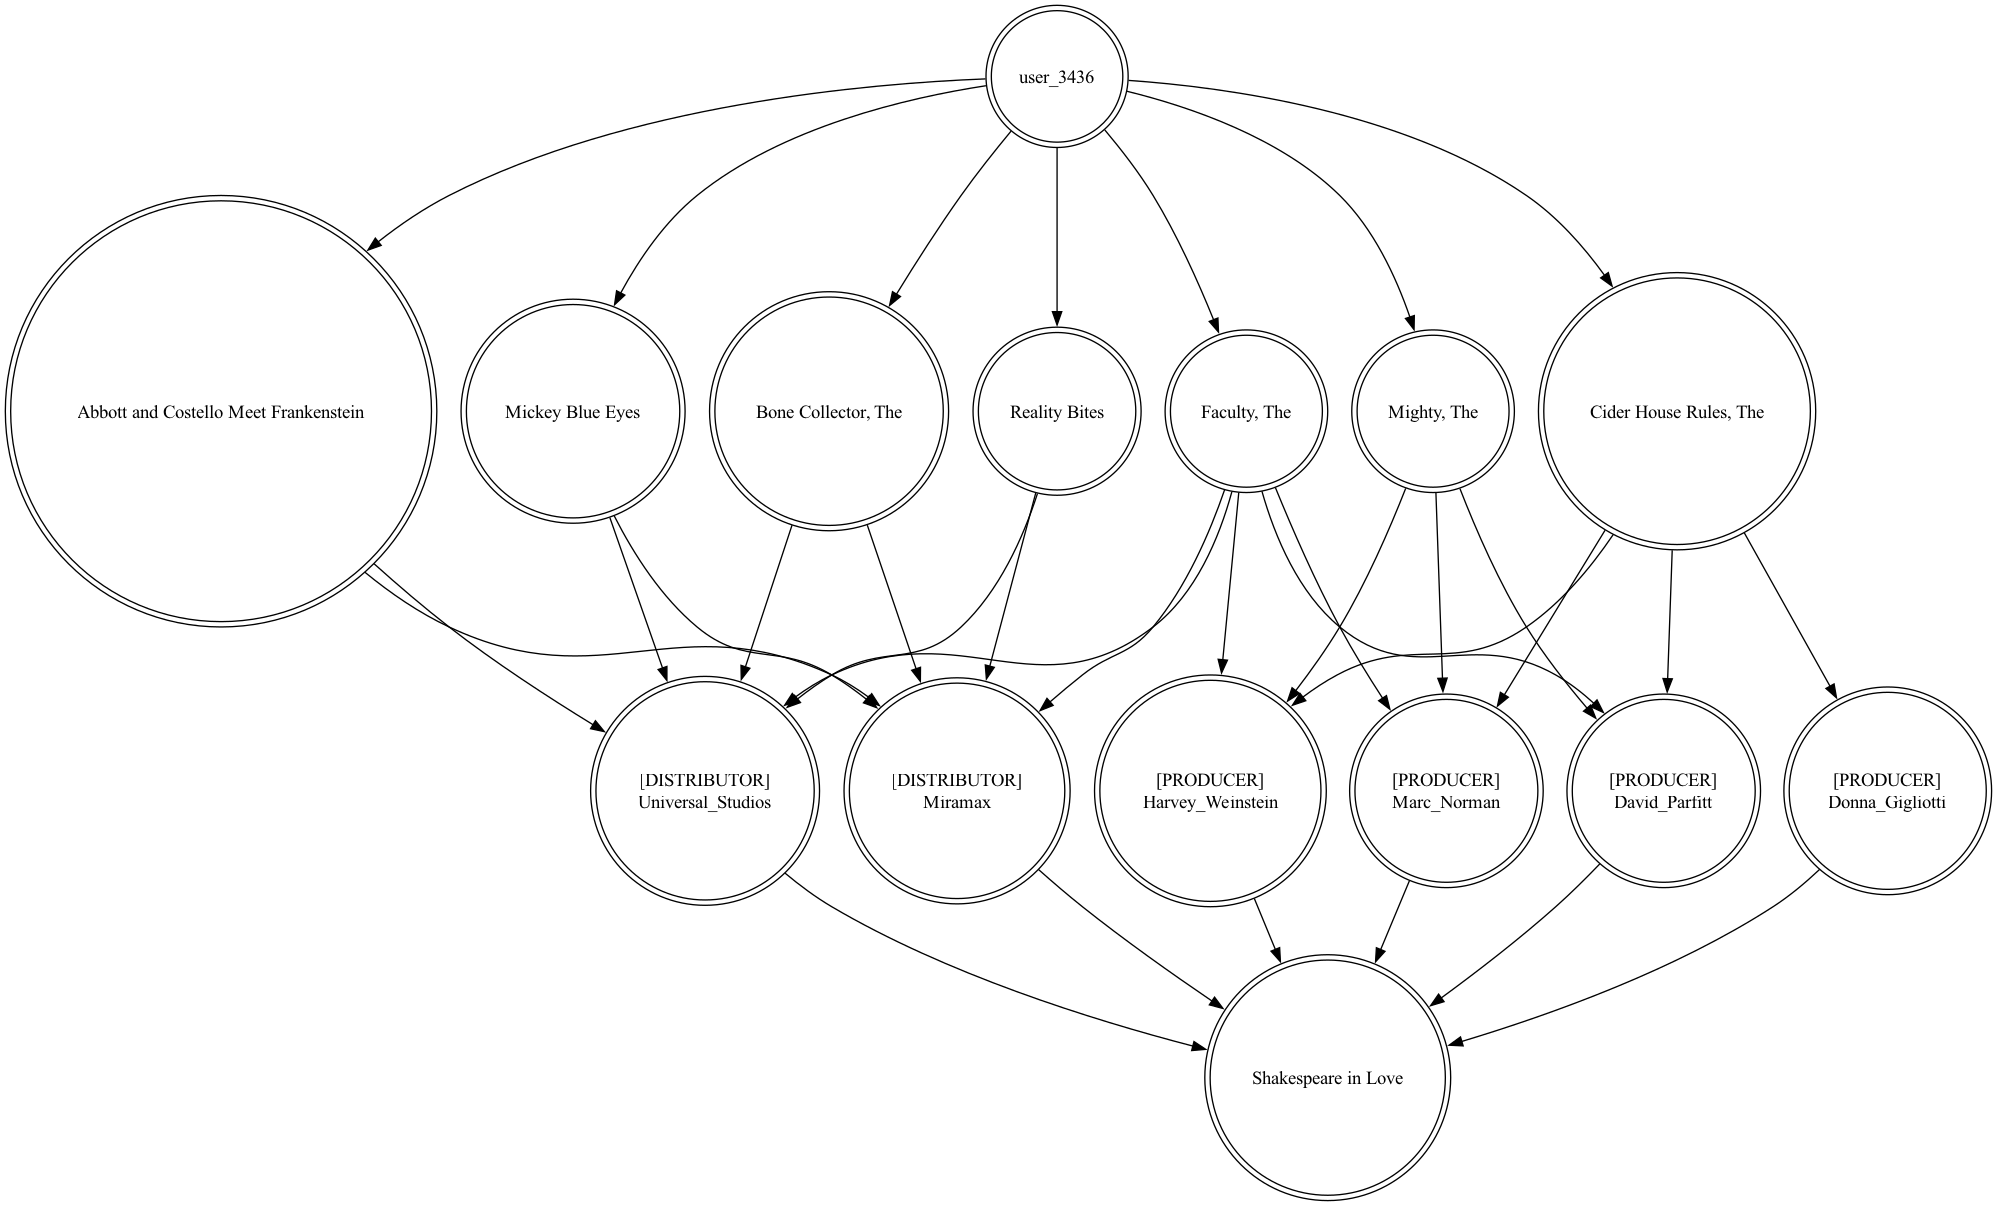 user_3436
Abbott and Costello Meet Frankenstein
Mickey Blue Eyes
Bone Collector, The
Reality Bites
Faculty, The
Mighty, The
Cider House Rules, The
[DISTRIBUTOR]
Universal_Studios
[DISTRIBUTOR]
Miramax
[PRODUCER]
Harvey_Weinstein
[PRODUCER]
Marc_Norman
[PRODUCER]
David_Parfitt
[PRODUCER]
Donna_Gigliotti
Shakespeare in Love